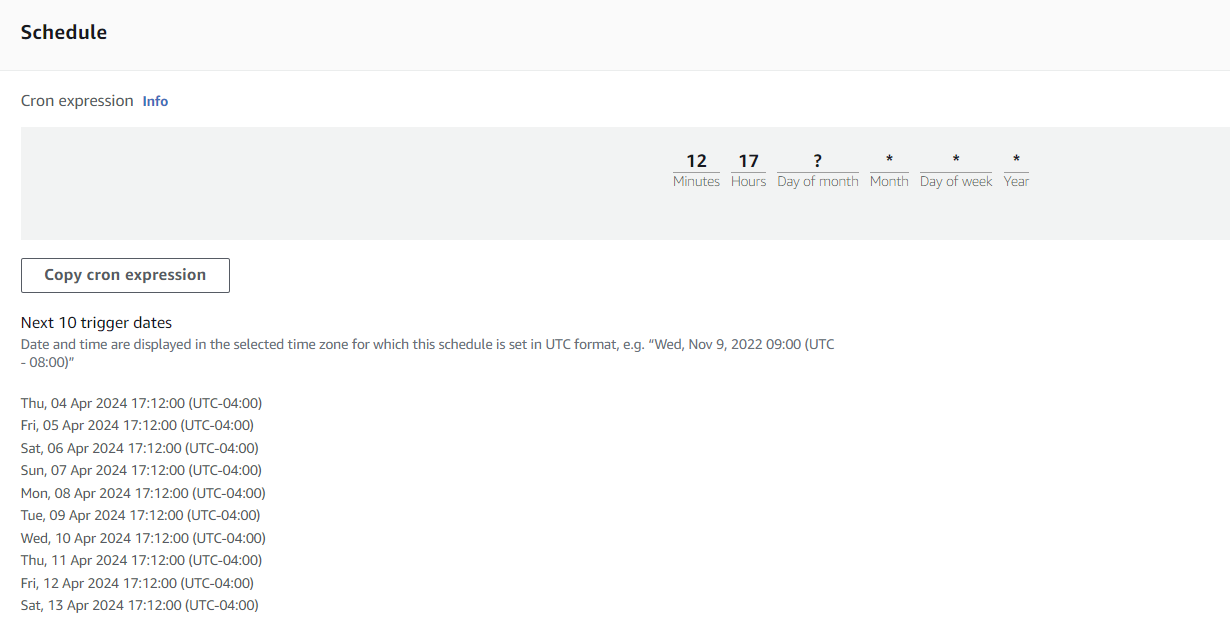 Schedule
Cron expression Info
12 17 ? * * *
Minutes Hours Day of month Month Day of week Year
Copy cron expression
Next 10 trigger dates
Date and time are displayed in the selected time zone for which this schedule is set in UTC format, e.g. “Wed, Nov 9, 2022 09:00 (UTC
- 08:00)”
Thu, 04 Apr 2024 17:12:00 (UTC-04:00)
Fri, 05 Apr 2024 17:12:00 (UTC-04:00)
Sat, 06 Apr 2024 17:12:00 (UTC-04:00)
Sun, 07 Apr 2024 17:12:00 (UTC-04:00)
Mon, 08 Apr 2024 17:12:00 (UTC-04:00)
Tue, 09 Apr 2024 17:12:00 (UTC-04:00)
Wed, 10 Apr 2024 17:12:00 (UTC-04:00)
Thu, 11 Apr 2024 17:12:00 (UTC-04:00)
Fri, 12 Apr 2024 17:12:00 (UTC-04:00)
Sat, 13 Apr 2024 17:12:00 (UTC-04:00)